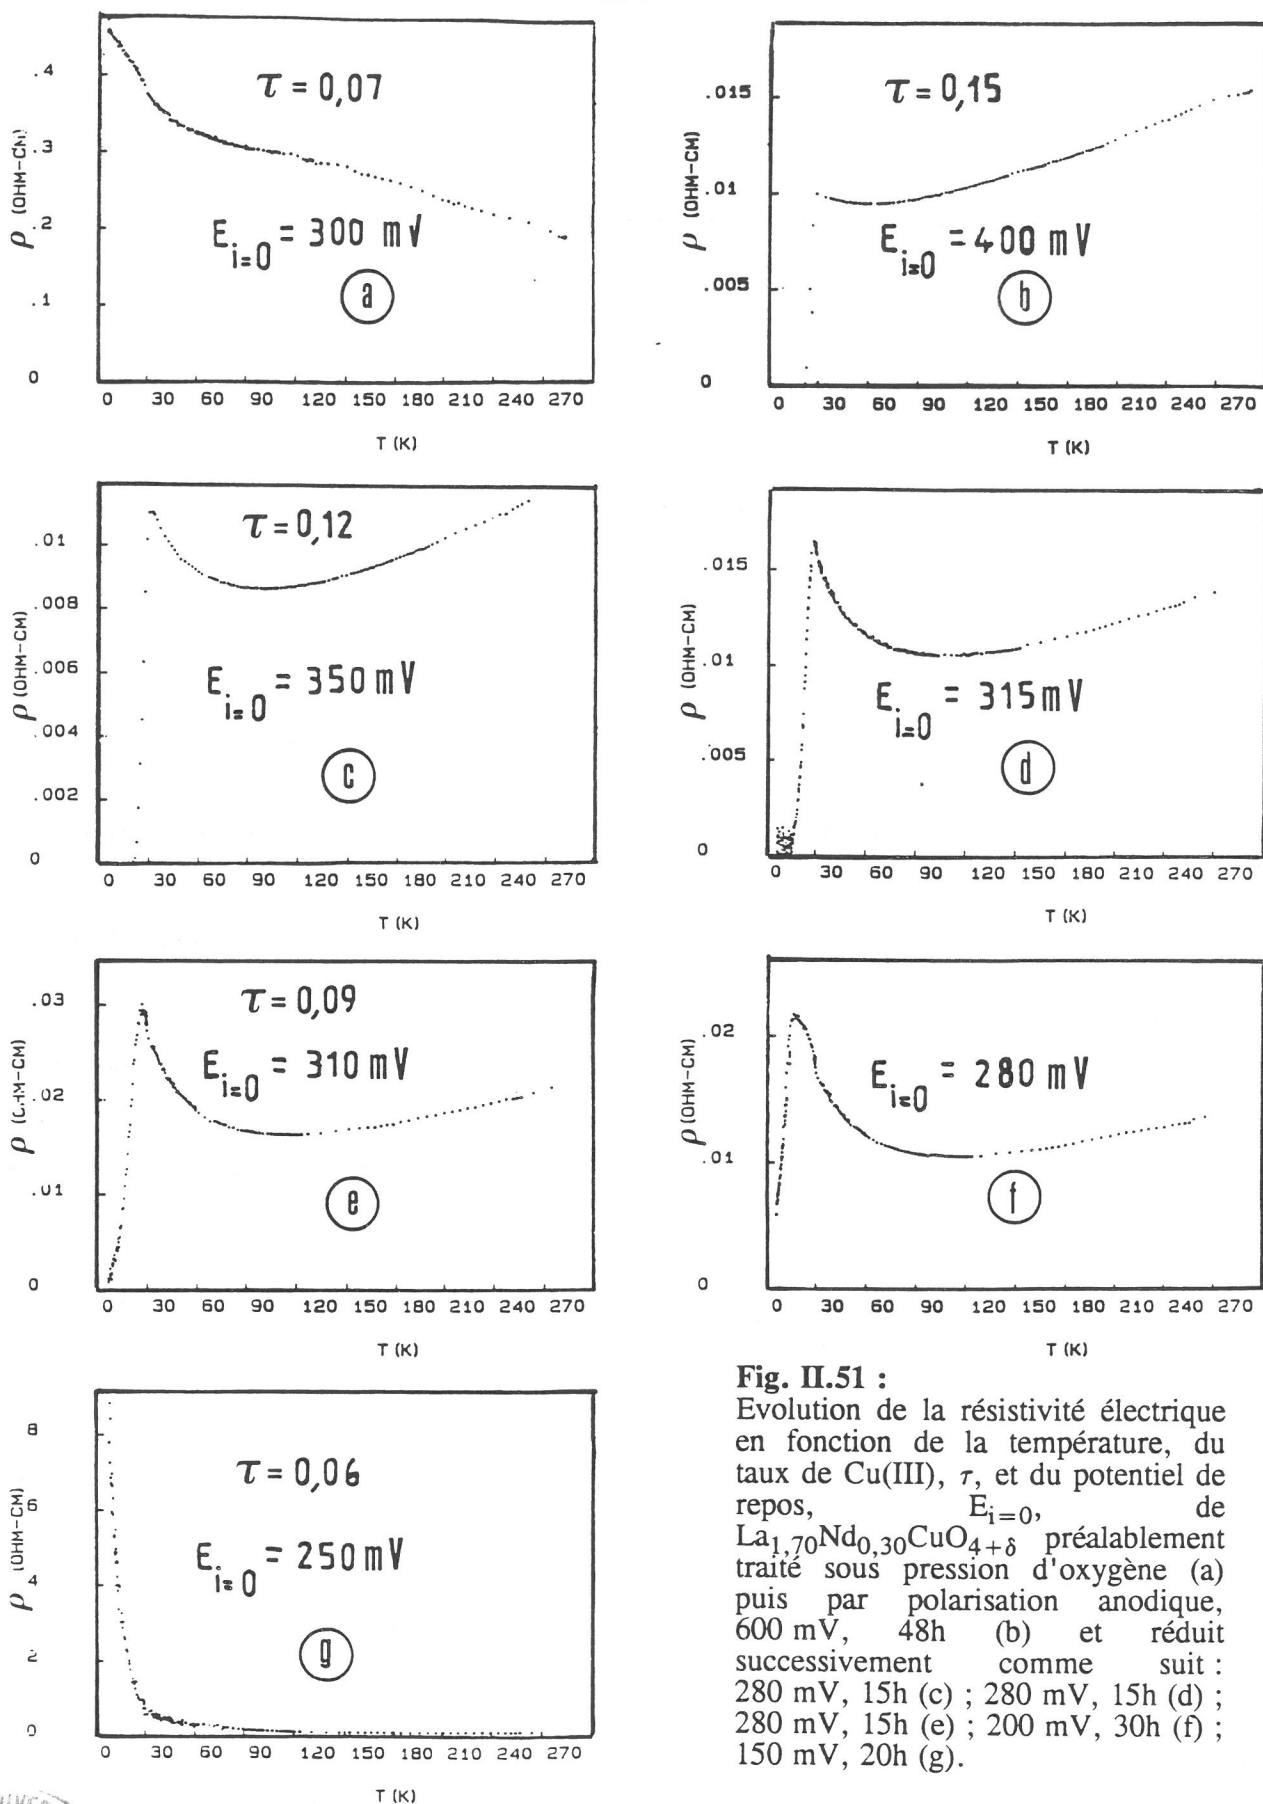 .4
.3
.2
.1
0
ρ (OHM-CM)
τ = 0,07
E i=0 = 300 mV
a
0 30 60 90 120 150 180 210 240 270
T (K)
.015
.01
.005
0
ρ (OHM-CM)
τ = 0,15
E i=0 = 400 mV
b
0 30 60 90 120 150 180 210 240 270
T (K)
.01
.008
.006
.004
.002
0
ρ (OHM-CM)
τ = 0,12
E i=0 = 350 mV
c
0 30 60 90 120 150 180 210 240 270
T (K)
.015
.01
.005
0
ρ (OHM-CM)
E i=0 = 315 mV
d
0 30 60 90 120 150 180 210 240 270
T (K)
.03
.02
.01
0
ρ (OHM-CM)
τ = 0,09
E i=0 = 310 mV
e
0 30 60 90 120 150 180 210 240 270
T (K)
.02
.01
0
ρ (OHM-CM)
E i=0 = 280 mV
f
0 30 60 90 120 150 180 210 240 270
T (K)
8
6
4
2
0
ρ (OHM-CM)
τ = 0,06
E i=0 = 250 mV
g
0 30 60 90 120 150 180 210 240 270
T (K)
Fig. II.51 :
Evolution de la résistivité électrique
en fonction de la température, du
taux de Cu(III), τ, et du potentiel de
repos, E i=0, de
La1,70Nd0,30CuO4+δ préalablement
traité sous pression d'oxygène (a)
puis par polarisation anodique,
600 mV, 48h (b) et réduit
successivement comme suit :
280 mV, 15h (c) ; 280 mV, 15h (d) ;
280 mV, 15h (e) ; 200 mV, 30h (f) ;
150 mV, 20h (g).